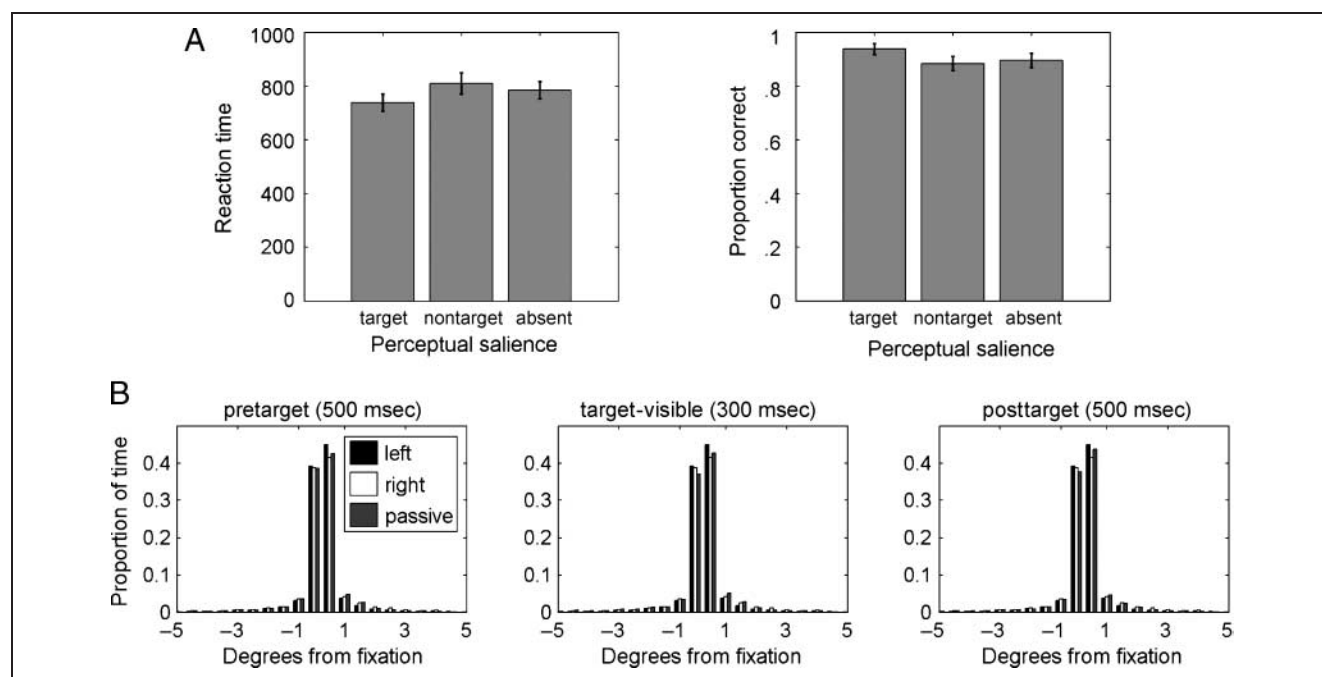 A
1000
800
600
400
200
0
Reaction time
target nontarget absent
Perceptual salience
1
.8
.6
.4
.2
0
Proportion correct
target nontarget absent
Perceptual salience
B
pretarget (500 msec)
0.4
0.3
0.2
0.1
0
Proportion of time
left
right
passive
−5 −3 −1 1 3 5
Degrees from fixation
target-visible (300 msec)
0.4
0.3
0.2
0.1
0
−5 −3 −1 1 3 5
Degrees from fixation
posttarget (500 msec)
0.4
0.3
0.2
0.1
0
−5 −3 −1 1 3 5
Degrees from fixation